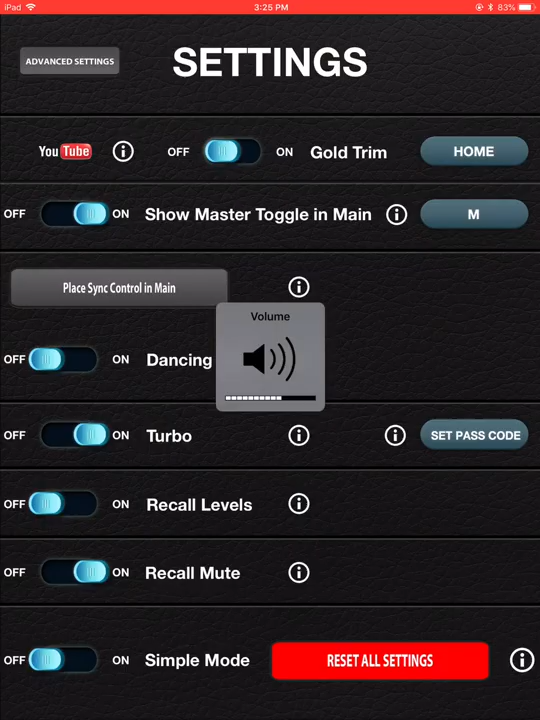 iPad 3:25 PM 83%
ADVANCED SETTINGS
SETTINGS
YouTube i OFF ON Gold Trim HOME
OFF ON Show Master Toggle in Main i M
Place Sync Control in Main i
Volume
OFF ON Dancing
OFF ON Turbo i i SET PASS CODE
OFF ON Recall Levels i
OFF ON Recall Mute i
OFF ON Simple Mode RESET ALL SETTINGS i